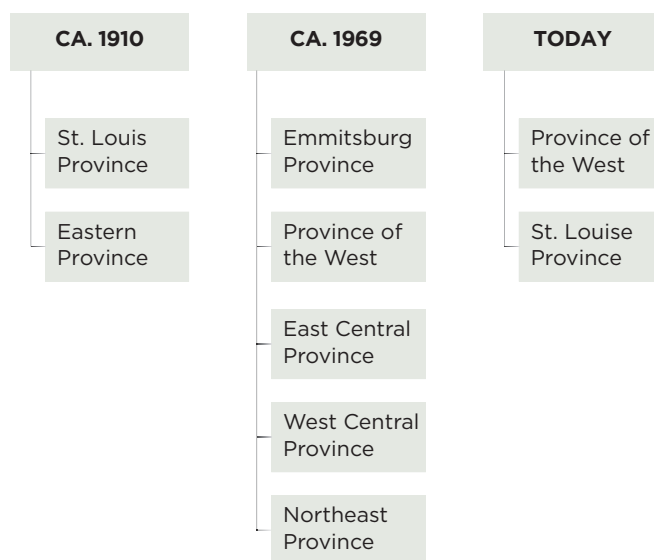 CA. 1910
St. Louis
Province
Eastern
Province
CA. 1969
Emmitsburg
Province
Province of
the West
East Central
Province
West Central
Province
Northeast
Province
TODAY
Province of
the West
St. Louise
Province